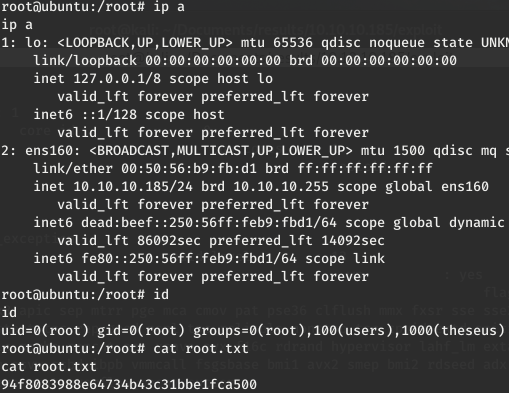 root@ubuntu:/root# ip a
ip a
1: lo: <LOOPBACK,UP,LOWER_UP> mtu 65536 qdisc noqueue state UNKN
link/loopback 00:00:00:00:00:00 brd 00:00:00:00:00:00
inet 127.0.0.1/8 scope host lo
valid_lft forever preferred_lft forever
inet6 ::1/128 scope host
valid_lft forever preferred_lft forever
2: ens160: <BROADCAST,MULTICAST,UP,LOWER_UP> mtu 1500 qdisc mq s
link/ether 00:50:56:b9:fb:d1 brd ff:ff:ff:ff:ff:ff
inet 10.10.10.185/24 brd 10.10.10.255 scope global ens160
valid_lft forever preferred_lft forever
inet6 dead:beef::250:56ff:feb9:fbd1/64 scope global dynamic
valid_lft 86092sec preferred_lft 14092sec
inet6 fe80::250:56ff:feb9:fbd1/64 scope link
valid_lft forever preferred_lft forever
root@ubuntu:/root# id
id
uid=0(root) gid=0(root) groups=0(root),100(users),1000(theseus)
root@ubuntu:/root# cat root.txt
cat root.txt
94f8083988e64734b43c31bbe1fca500